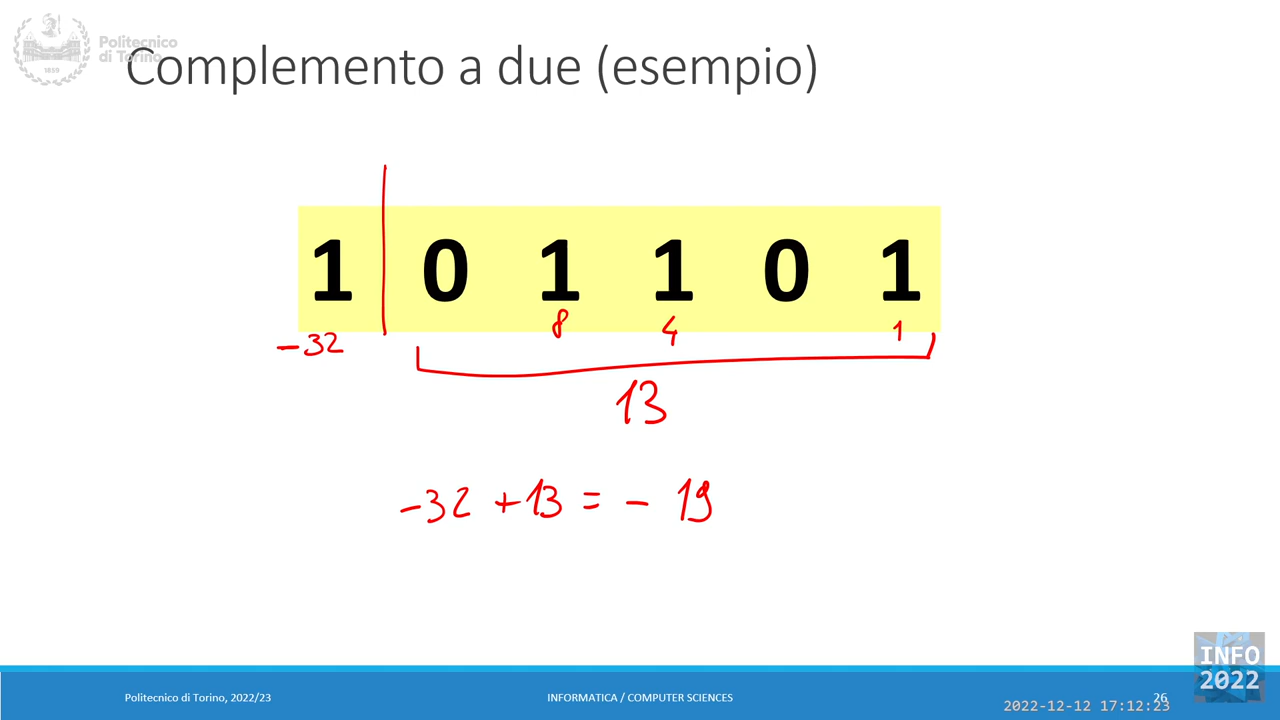 Politecnico
di Torino
1859
Complemento a due (esempio)
1 0 1 1 0 1
-32 8 4 1
13
-32 +13 = - 19
INFO
2022
Politecnico di Torino, 2022/23
INFORMATICA / COMPUTER SCIENCES
26
2022-12-12 17:12:23